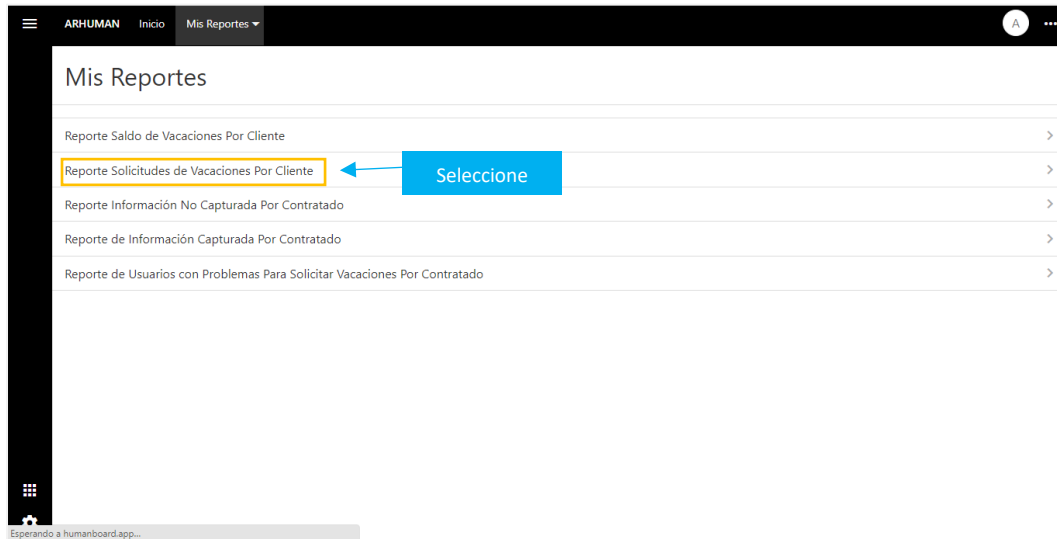 ARHUMAN Inicio Mis Reportes A
Mis Reportes
Reporte Saldo de Vacaciones Por Cliente
Reporte Solicitudes de Vacaciones Por Cliente
Seleccione
Reporte Información No Capturada Por Contratado
Reporte de Información Capturada Por Contratado
Reporte de Usuarios con Problemas Para Solicitar Vacaciones Por Contratado
Esperando a humanboard.app...